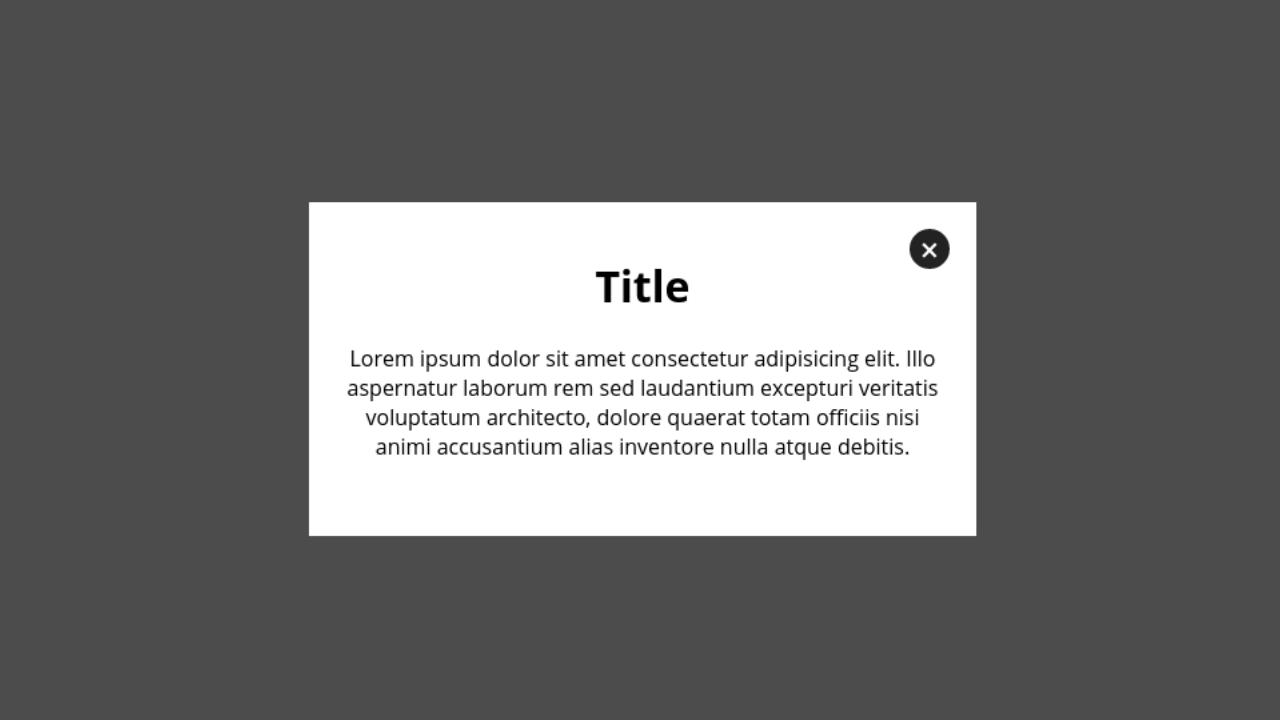 Title
Lorem ipsum dolor sit amet consectetur adipisicing elit. Illo
aspernatur laborum rem sed laudantium excepturi veritatis
voluptatum architecto, dolore quaerat totam officiis nisi
animi accusantium alias inventore nulla atque debitis.